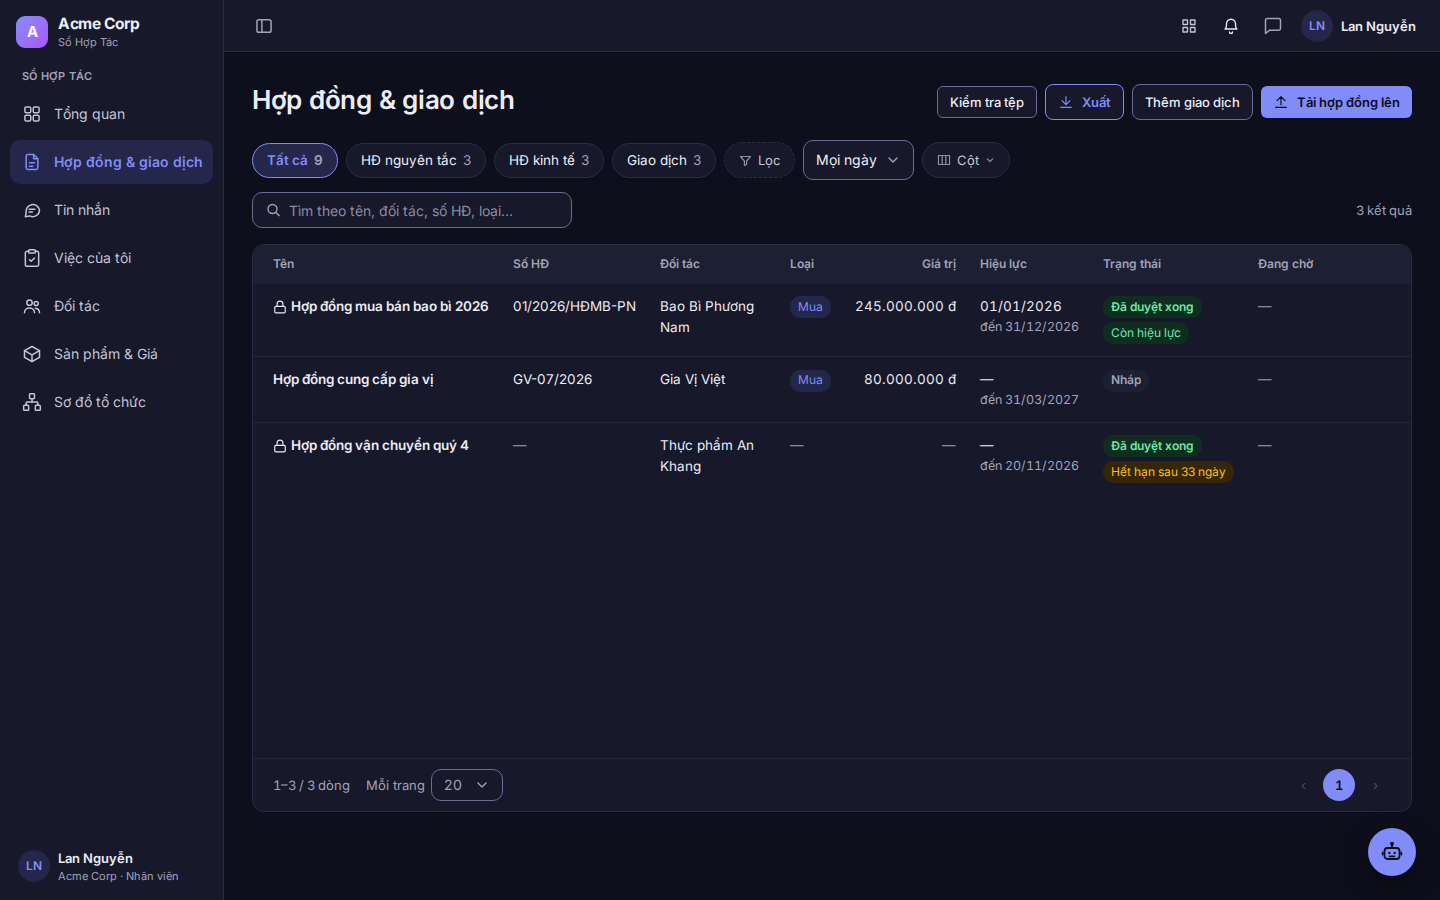 A
Acme Corp
Sổ Hợp Tác
SỔ HỢP TÁC
Tổng quan
Hợp đồng & giao dịch
Tin nhắn
Việc của tôi
Đối tác
Sản phẩm & Giá
Sơ đồ tổ chức
LN Lan Nguyễn
Acme Corp · Nhân viên
LN Lan Nguyễn
Hợp đồng & giao dịch
Kiểm tra tệp Xuất Thêm giao dịch Tải hợp đồng lên
Tất cả 9 HĐ nguyên tắc 3 HĐ kinh tế 3 Giao dịch 3 Lọc Mọi ngày Cột
Tìm theo tên, đối tác, số HĐ, loại...
3 kết quả
Tên Số HĐ Đối tác Loại Giá trị Hiệu lực Trạng thái Đang chờ
Hợp đồng mua bán bao bì 2026 01/2026/HĐMB-PN Bao Bì Phương Mua 245.000.000 đ 01/01/2026 Đã duyệt xong —
Nam đến 31/12/2026 Còn hiệu lực
Hợp đồng cung cấp gia vị GV-07/2026 Gia Vị Việt Mua 80.000.000 đ — Nháp —
đến 31/03/2027
Hợp đồng vận chuyển quý 4 — Thực phẩm An — — — Đã duyệt xong —
Khang đến 20/11/2026 Hết hạn sau 33 ngày
1–3 / 3 dòng Mỗi trang 20 ‹ 1 ›